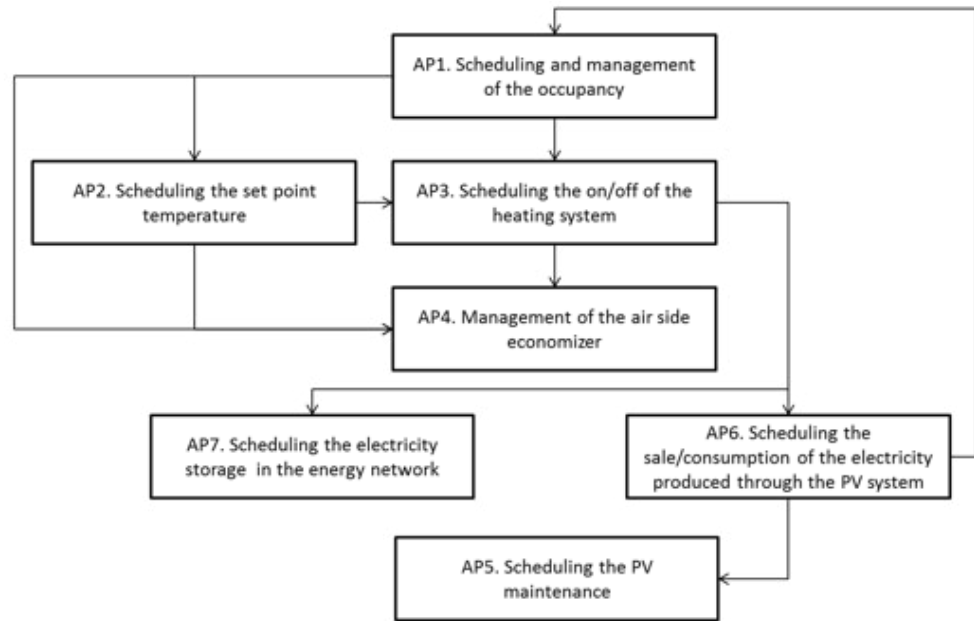 AP1. Scheduling and management
of the occupancy
AP2. Scheduling the set point
temperature
AP3. Scheduling the on/off of the
heating system
AP4. Management of the air side
economizer
AP7. Scheduling the electricity
storage in the energy network
AP6. Scheduling the
sale/consumption of the electricity
produced through the PV system
AP5. Scheduling the PV
maintenance